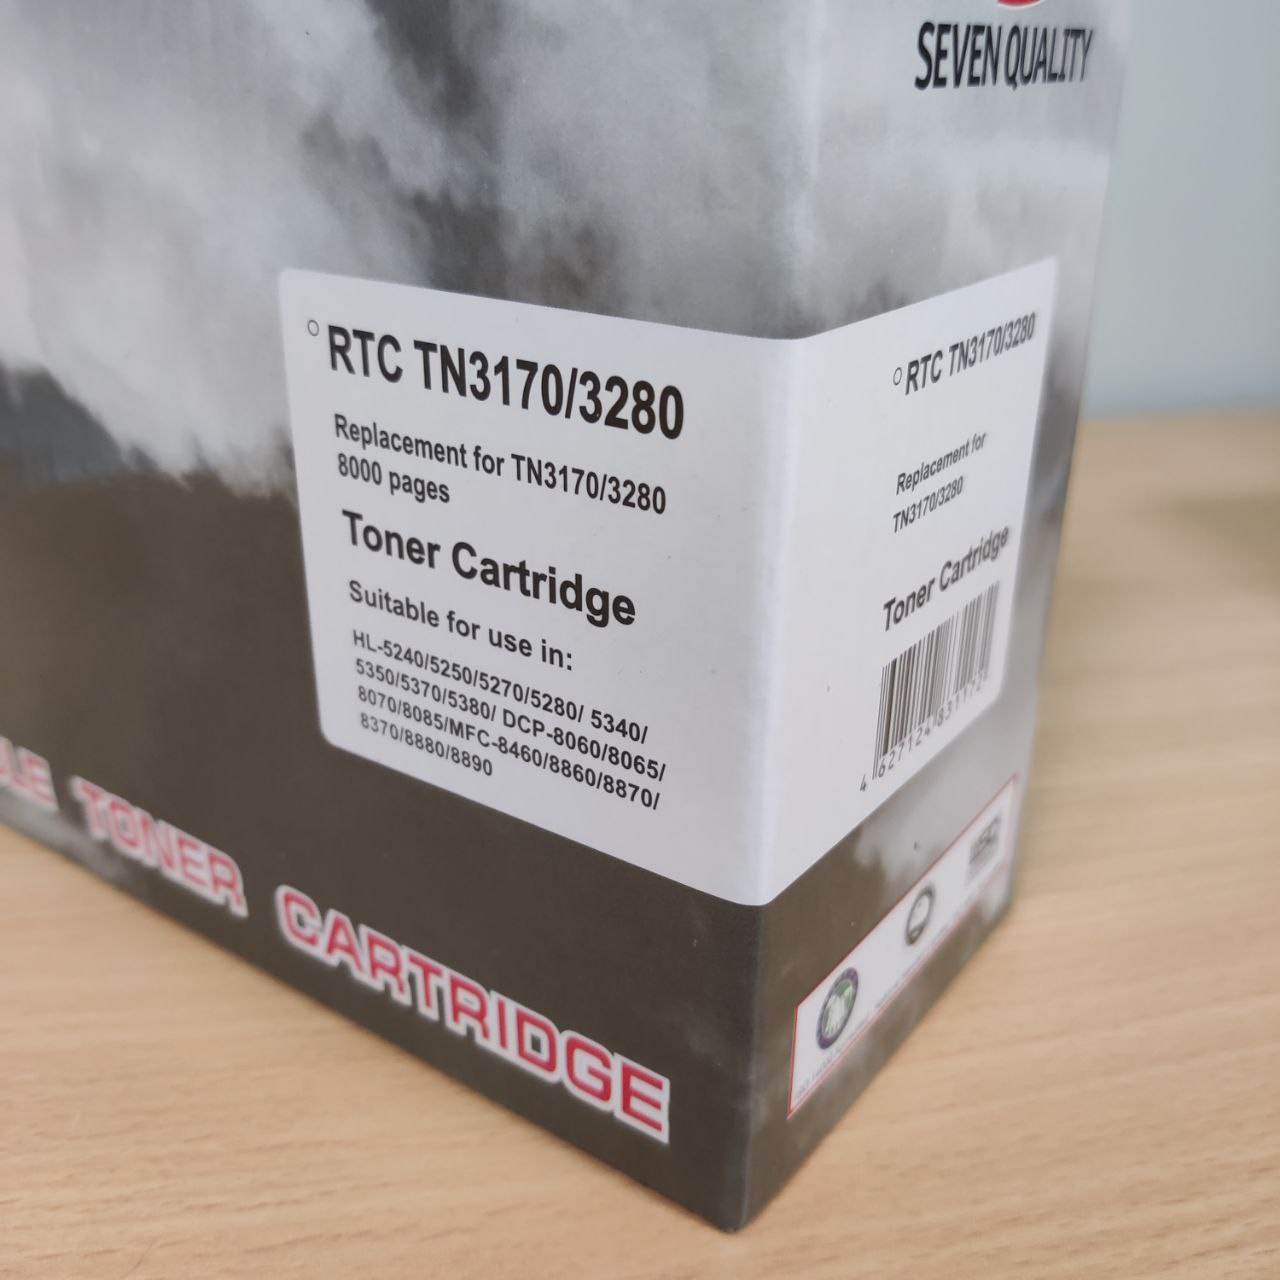 SEVEN QUALITY
RTC TN3170/3280
Replacement for TN3170/3280
8000 pages
Toner Cartridge
Suitable for use in:
HL-5240/5250/5270/5280/ 5340/
5350/5370/5380/ DCP-8060/8065/
8070/8085/MFC-8460/8860/8870/
8370/8880/8890
RTC TN3170/3280
Replacement for
TN3170/3280
Toner Cartridge
TONER CARTRIDGE